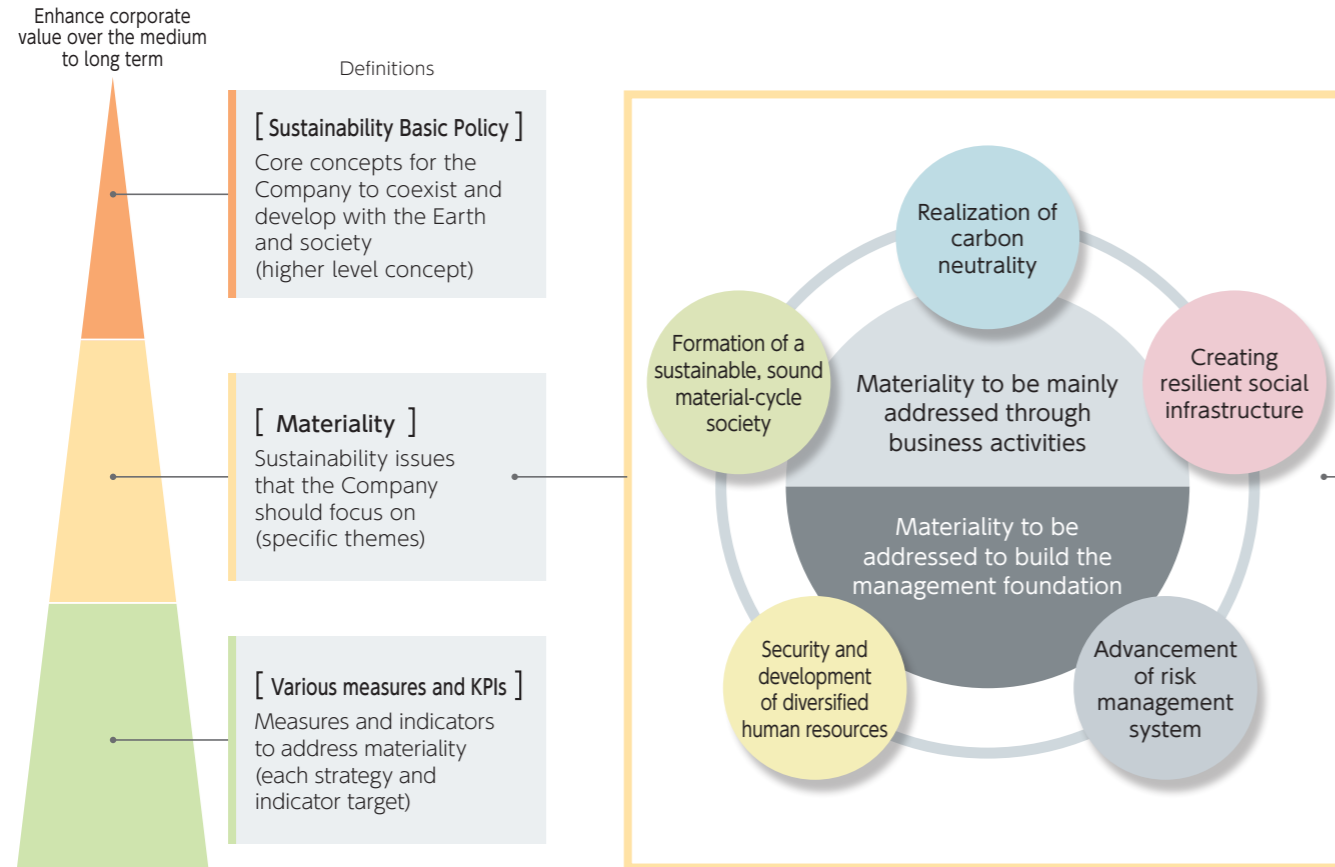 Enhance corporate
value over the medium
to long term
Definitions
[ Sustainability Basic Policy ]
Core concepts for the
Company to coexist and
develop with the Earth
and society
(higher level concept)
[ Materiality ]
Sustainability issues
that the Company
should focus on
(specific themes)
[ Various measures and KPIs ]
Measures and indicators
to address materiality
(each strategy and
indicator target)
Realization of
carbon
neutrality
Formation of a
sustainable, sound
material-cycle
society
Materiality to be mainly
addressed through
business activities
Creating
resilient social
infrastructure
Materiality to be
addressed to build the
management foundation
Security and
development
of diversified
human resources
Advancement
of risk
management
system